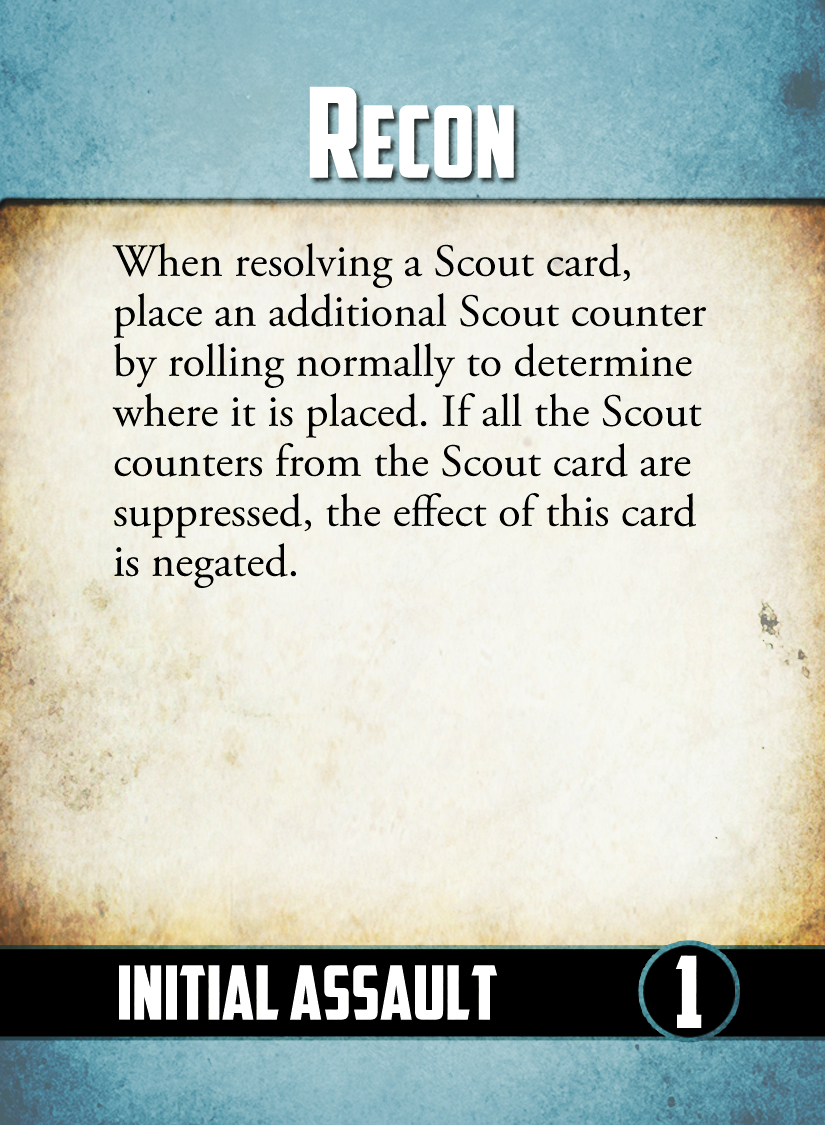 RECON
When resolving a Scout card,
place an additional Scout counter
by rolling normally to determine
where it is placed. If all the Scout
counters from the Scout card are
suppressed, the effect of this card
is negated.
INITIAL ASSAULT
1